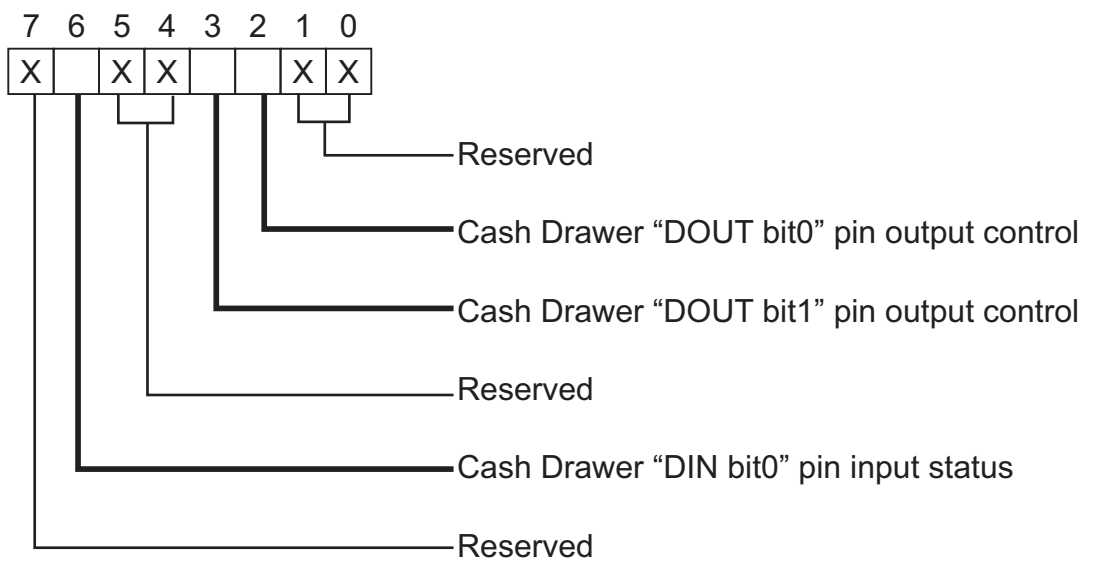 7 6 5 4 3 2 1 0
X X X X X
Reserved
Cash Drawer “DOUT bit0” pin output control
Cash Drawer “DOUT bit1” pin output control
Reserved
Cash Drawer “DIN bit0” pin input status
Reserved